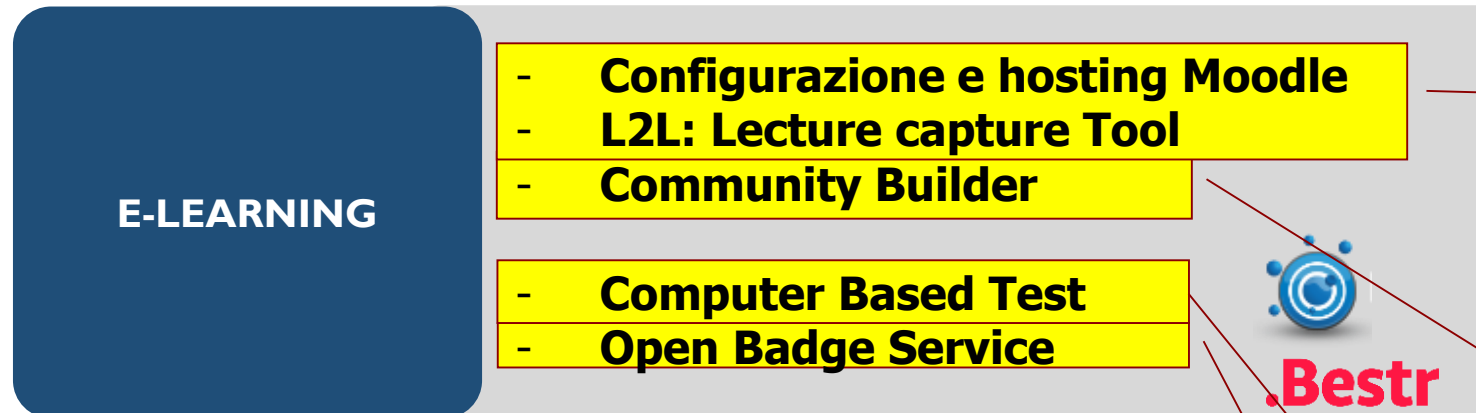 E-LEARNING
- Configurazione e hosting Moodle
- L2L: Lecture capture Tool
- Community Builder
- Computer Based Test
- Open Badge Service
.Bestr